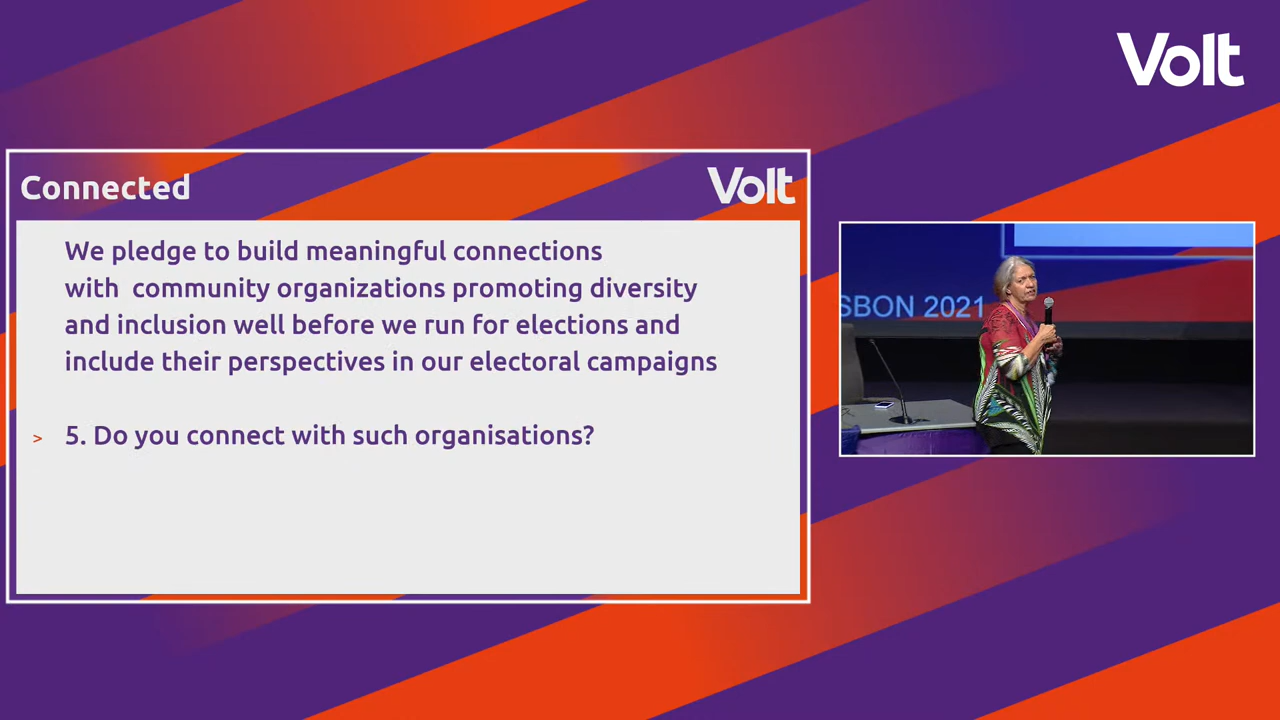 Volt
Connected
Volt
We pledge to build meaningful connections
with community organizations promoting diversity
and inclusion well before we run for elections and
include their perspectives in our electoral campaigns
> 5. Do you connect with such organisations?
SBON 2021